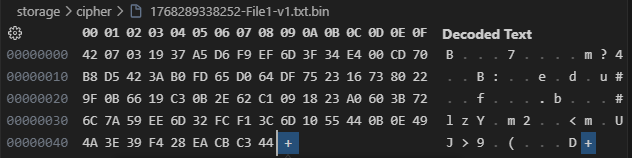 storage > cipher > 1768289338252-File1-v1.txt.bin
00 01 02 03 04 05 06 07 08 09 0A 0B 0C 0D 0E 0F Decoded Text
00000000 42 07 03 19 37 A5 D6 F9 EF 6D 3F 34 E4 00 CD 70 B . . . 7 . . . . m ? 4
00000010 B8 D5 42 3A B0 FD 65 D0 64 DF 75 23 16 73 80 22 . . B : . . e . d . u #
00000020 9F 0B 66 19 C3 0B 2E 62 C1 09 18 23 A0 60 3B 72 . . f . . . . b . . . #
00000030 6C 7A 59 EE 6D 32 FC F1 3C 6D 10 55 44 0B 0E 49 l z Y . m 2 . . < m . U
00000040 4A 3E 39 F4 28 EA CB C3 44 + J > 9 . ( . . . D +